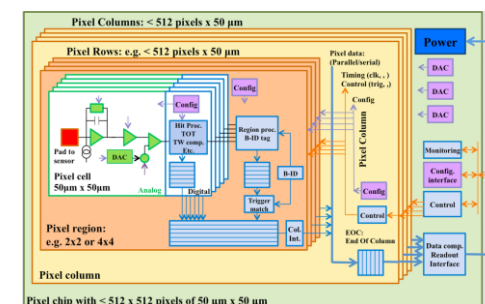 Pixel Columns: < 512 pixels x 50 µm
Pixel Rows: e.g. < 512 pixels x 50 µm
Pixel data:
(Parallel/serial)
Power
Timing (clk, , )
Control (trig, ,)
Config
DAC
DAC
DAC
Config
Config
Hit Proc.
TOT
TW comp.
Etc.
Region proc.
B-ID tag
Pad to
sensor
DAC
Pixel cell
50µm x 50µm
Analog
Digital
B-ID
Trigger
match
Pixel Column
Config
Control
Monitoring
Config.
interface
Control
Pixel region:
e.g. 2x2 or 4x4
Col.
Int.
EOC:
End Of Column
Data comp.
Readout
Interface
Pixel column
Pixel chip with < 512 x 512 pixels of 50 µm x 50 µm